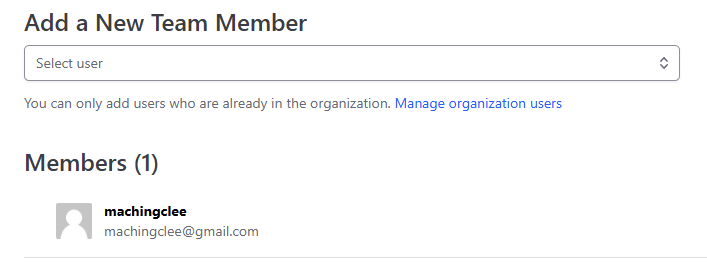 Add a New Team Member
Select user
You can only add users who are already in the organization. Manage organization users
Members (1)
machingclee
machingclee@gmail.com